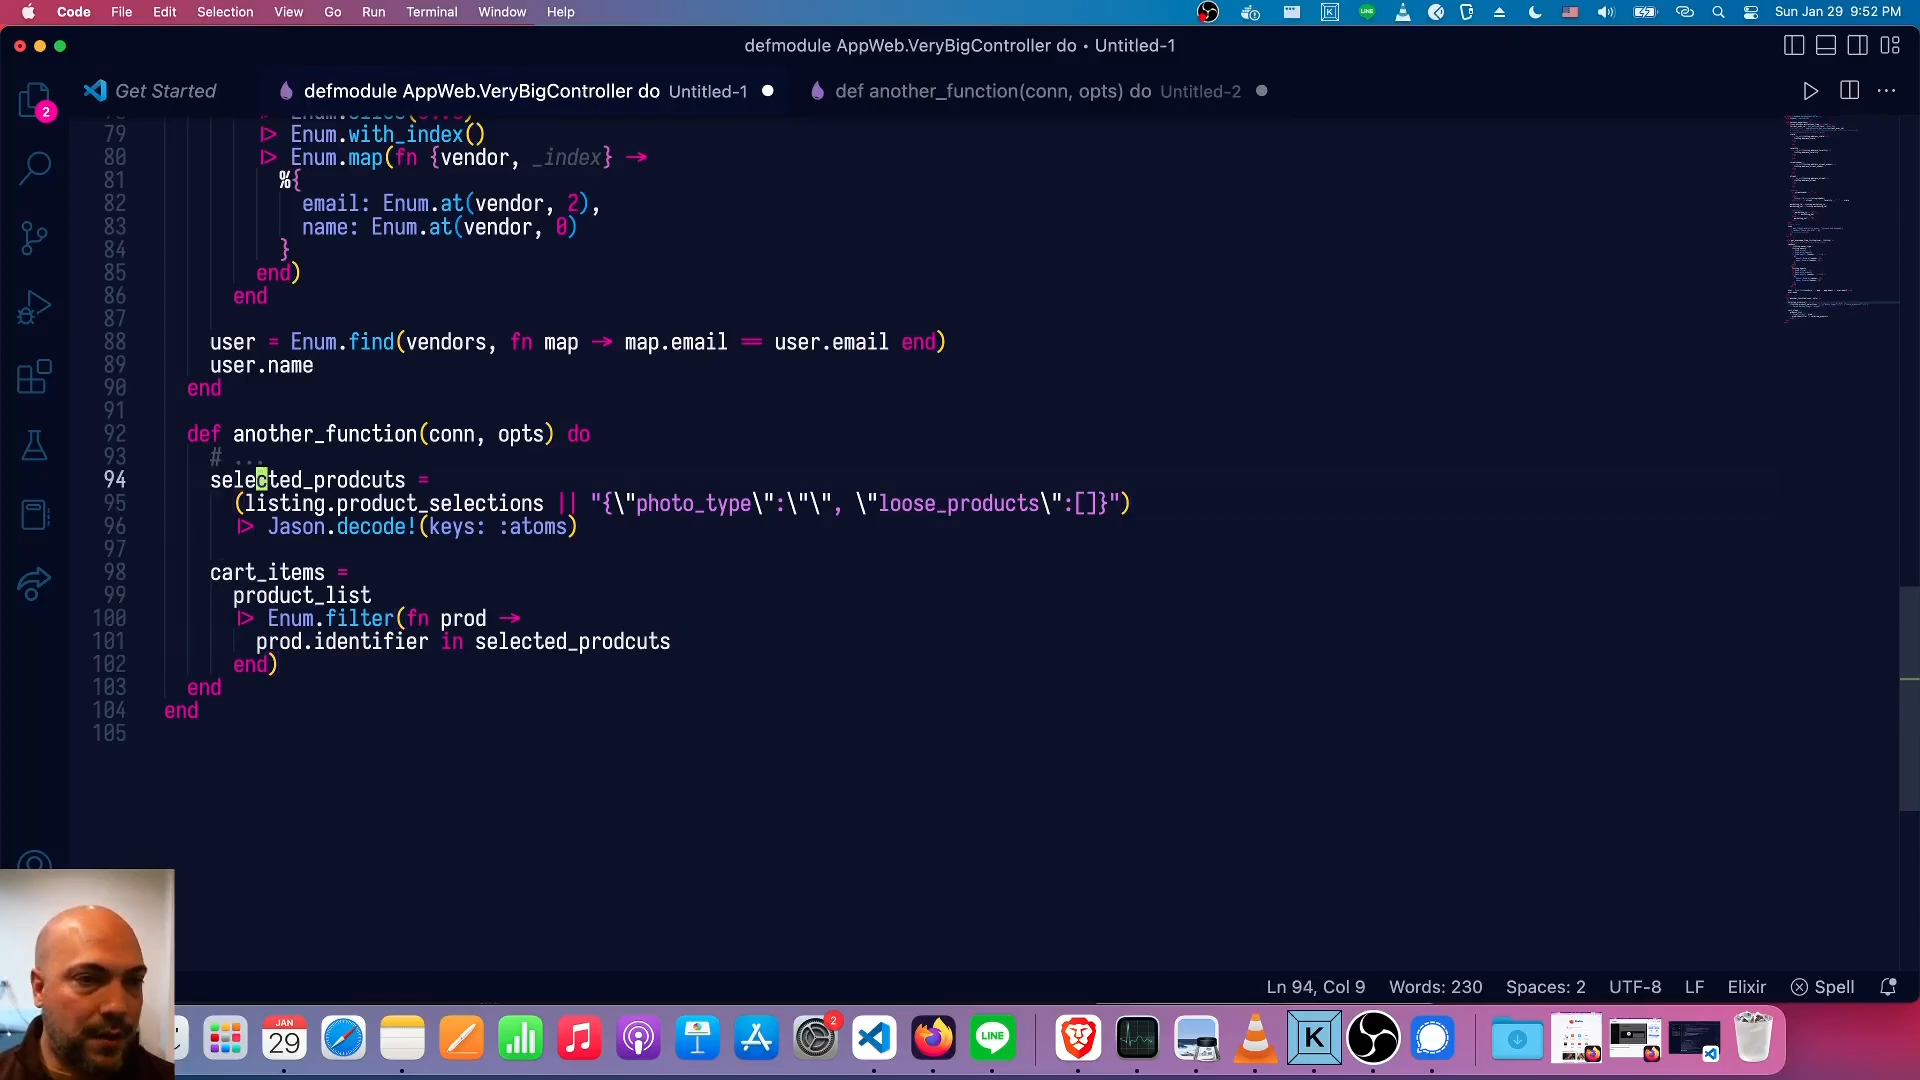 Code File Edit Selection View Go Run Terminal Window Help Sun Jan 29 9:52 PM
defmodule AppWeb.VeryBigController do • Untitled-1
Get Started defmodule AppWeb.VeryBigController do Untitled-1 def another_function(conn, opts) do Untitled-2
2
79 |> Enum.with_index()
80 |> Enum.map(fn {vendor, _index} ->
81 %{
82 email: Enum.at(vendor, 2),
83 name: Enum.at(vendor, 0)
84 }
85 end)
86 end
87
88 user = Enum.find(vendors, fn map -> map.email == user.email end)
89 user.name
90 end
91
92 def another_function(conn, opts) do
93 # ...
94 selected_prodcuts =
95 (listing.product_selections || "{\"photo_type\":\"\", \"loose_products\":[]}")
96 |> Jason.decode!(keys: :atoms)
97
98 cart_items =
99 product_list
100 |> Enum.filter(fn prod ->
101 prod.identifier in selected_prodcuts
102 end)
103 end
104 end
105
Ln 94, Col 9 Words: 230 Spaces: 2 UTF-8 LF Elixir Spell
JAN
29
2
LINE
K